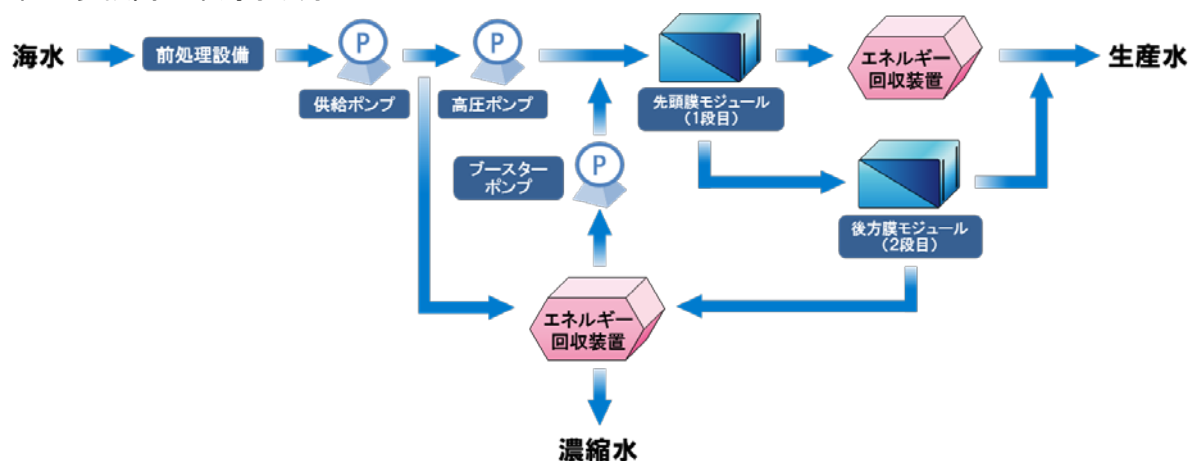 海水
前処理設備
P
供給ポンプ
P
高圧ポンプ
先頭膜モジュール
（1段目）
エネルギー
回収装置
生産水
ブースター
ポンプ
P
後方膜モジュール
（2段目）
エネルギー
回収装置
濃縮水